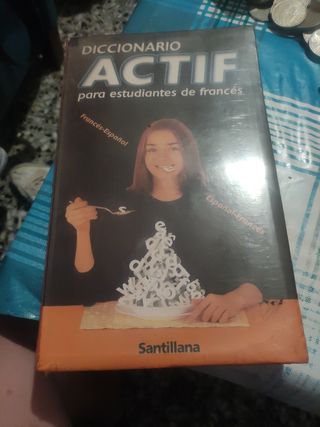 DICCIONARIO
ACTIF
para estudiantes de francés
Francés-Español
Español-Francés
Santillana